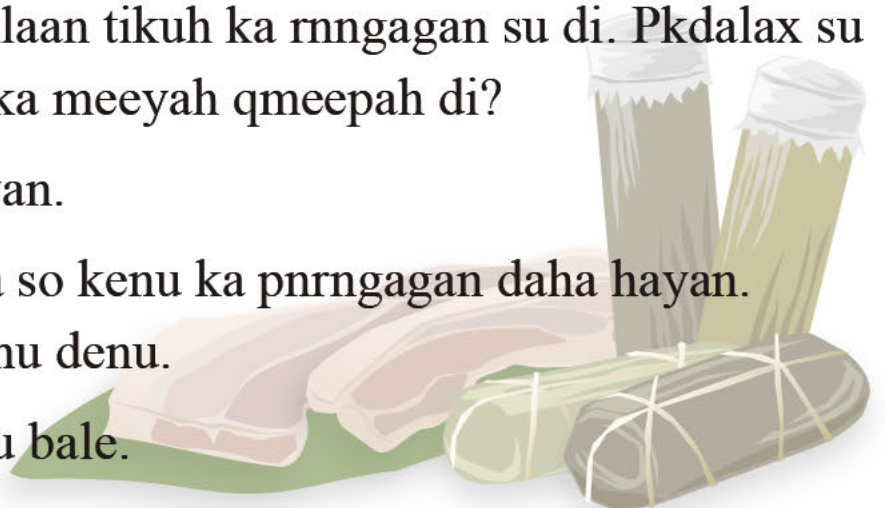 laan tikuh ka rnngagan su di. Pkdalax su
ka meeyah qmeepah di?
an.
so kenu ka pnrngagan daha hayan.
nu denu.
bale.